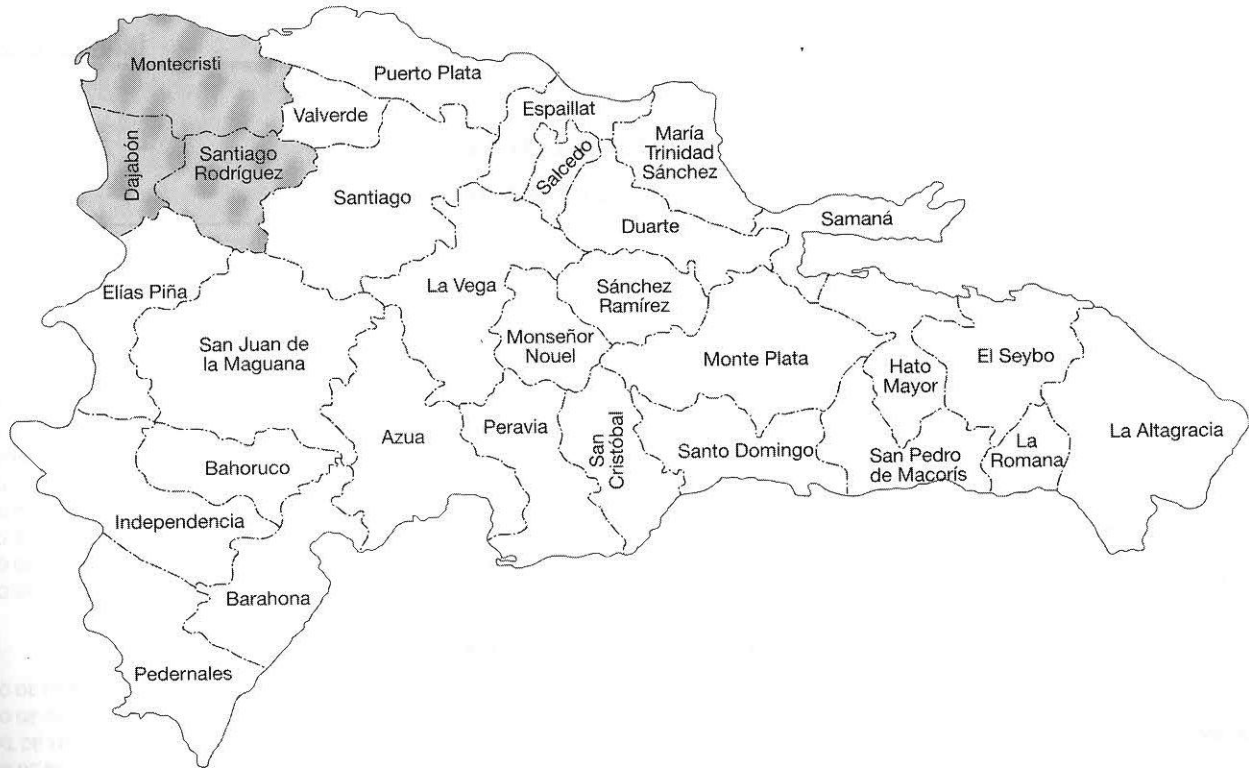 Montecristi
Puerto Plata
Valverde
Espaillat
María
Trinidad
Sánchez
Dajabón
Santiago
Rodríguez
Salcedo
Santiago
Duarte
Samaná
Elías Piña
La Vega
Sánchez
Ramírez
San Juan de
la Maguana
Monseñor
Nouel
Monte Plata
Hato
Mayor
El Seybo
Azua
Peravia
San
Cristóbal
Santo Domingo
San Pedro
de Macorís
La
Romana
La Altagracia
Bahoruco
Independencia
Barahona
Pedernales